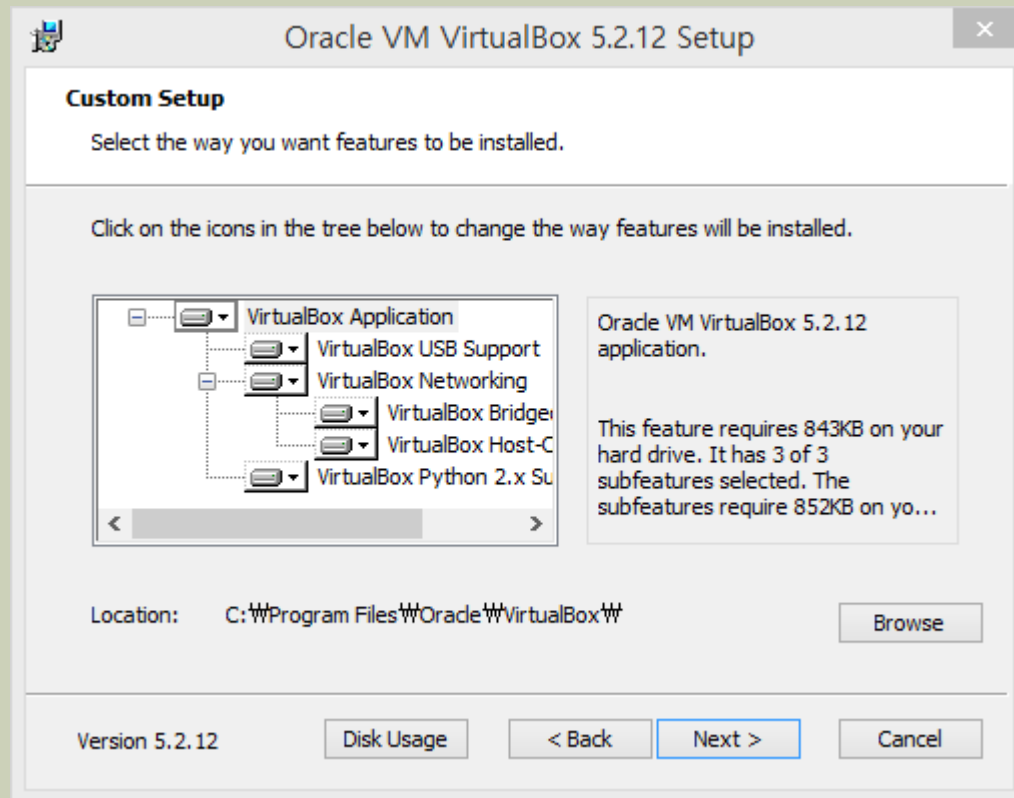 Oracle VM VirtualBox 5.2.12 Setup
Custom Setup
Select the way you want features to be installed.
Click on the icons in the tree below to change the way features will be installed.
VirtualBox Application
VirtualBox USB Support
VirtualBox Networking
VirtualBox Bridge
VirtualBox Host-C
VirtualBox Python 2.x Su
Oracle VM VirtualBox 5.2.12
application.
This feature requires 843KB on your
hard drive. It has 3 of 3
subfeatures selected. The
subfeatures require 852KB on yo...
Location: C:₩Program Files₩Oracle₩VirtualBox₩
Browse
Version 5.2.12
Disk Usage
< Back
Next >
Cancel